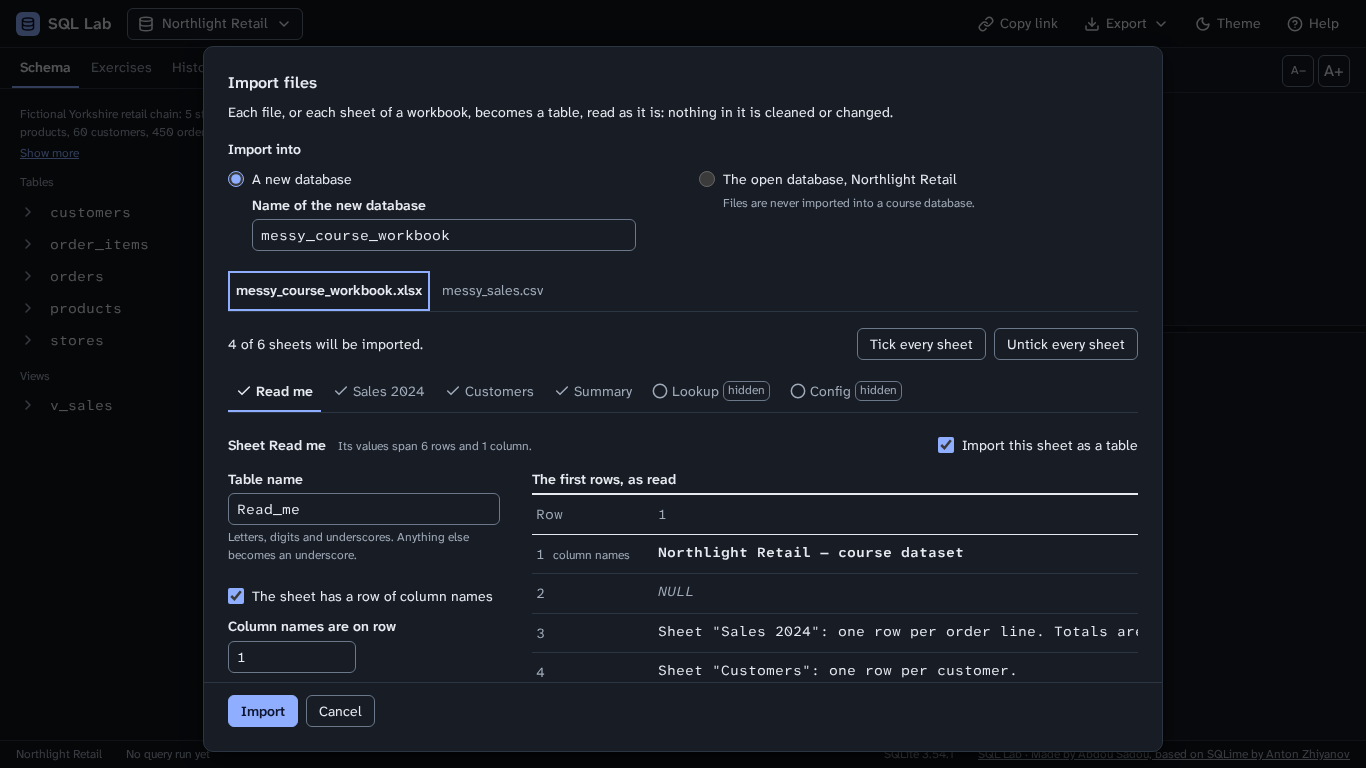 SQL Lab
Northlight Retail
Copy link
Export
Theme
Help
Schema
Exercises
A−
A+
Fictional Yorkshire retail chain: 5
products, 60 customers, 450
Show more
Tables
customers
order_items
orders
products
stores
Views
v_sales
Import files
Each file, or each sheet of a workbook, becomes a table, read as it is: nothing in it is cleaned or changed.
Import into
A new database
Name of the new database
messy_course_workbook
The open database, Northlight Retail
Files are never imported into a course database.
messy_course_workbook.xlsx
messy_sales.csv
4 of 6 sheets will be imported.
Tick every sheet
Untick every sheet
Read me
Sales 2024
Customers
Summary
Lookup hidden
Config hidden
Sheet Read me Its values span 6 rows and 1 column.
Import this sheet as a table
Table name
Read_me
Letters, digits and underscores. Anything else
becomes an underscore.
The sheet has a row of column names
Column names are on row
1
The first rows, as read
Row 1
1 column names Northlight Retail — course dataset
2 NULL
3 Sheet "Sales 2024": one row per order line. Totals are
4 Sheet "Customers": one row per customer.
Import
Cancel
Northlight Retail
No query run yet
SQLite 3.54.1
SQL Lab · Made by Abdou Sadou, based on SQLime by Anton Zhiyanov